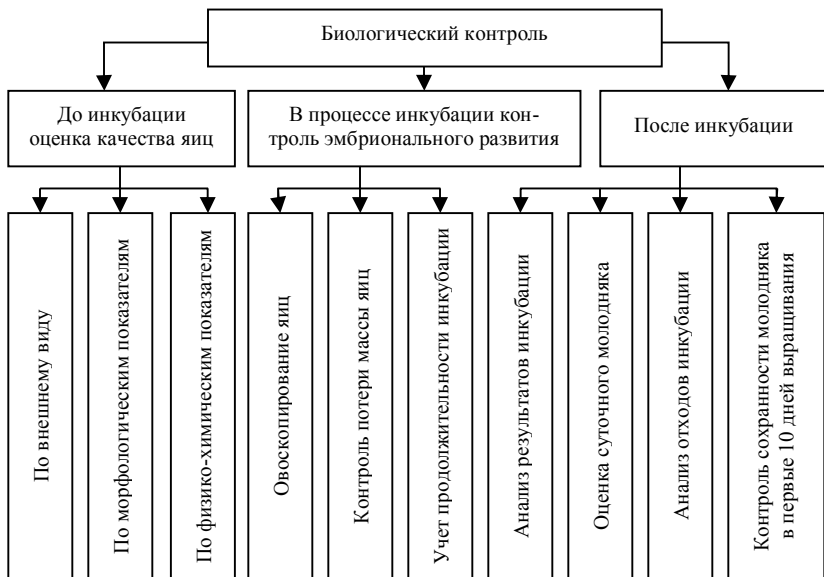 Биологический контроль
До инкубации
оценка качества яиц
В процессе инкубации кон-
троль эмбрионального развития
После инкубации
По внешнему виду
По морфологическим показателям
По физико-химическим показателям
Овоскопирование яиц
Контроль потери массы яиц
Учет продолжительности инкубации
Анализ результатов инкубации
Оценка суточного молодняка
Анализ отходов инкубации
Контроль сохранности молодняка
в первые 10 дней выращивания